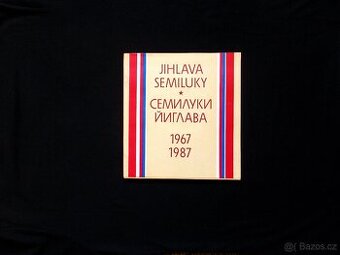 JIHLAVA
SEMILUKY
★
СЕМИЛУКИ
ЙИГЛАВА
1967
1987
© Bazos.cz